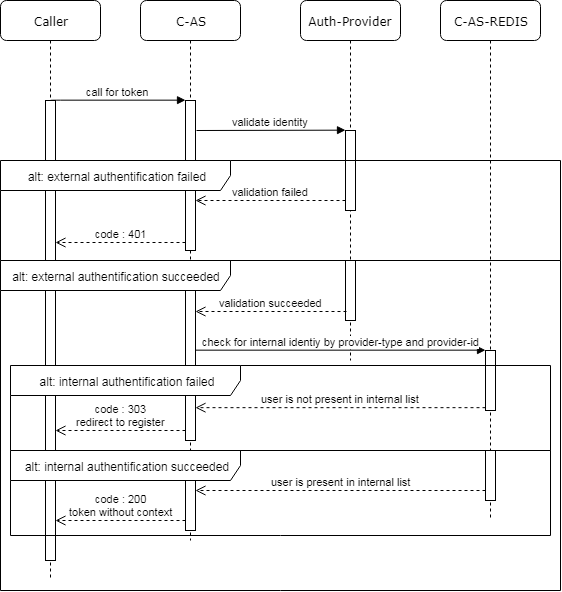 Caller
C-AS
Auth-Provider
C-AS-REDIS
call for token
validate identity
alt: external authentification failed
validation failed
code : 401
alt: external authentification succeeded
validation succeeded
check for internal identiy by provider-type and provider-id
alt: internal authentification failed
user is not present in internal list
code : 303
redirect to register
alt: internal authentification succeeded
user is present in internal list
code : 200
token without context